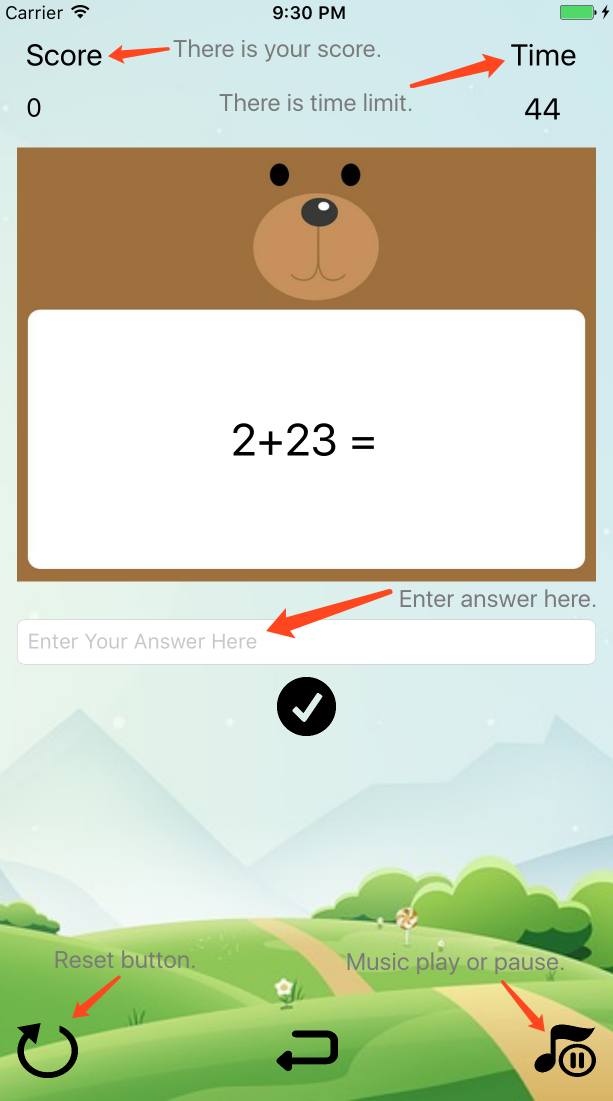 Carrier 9:30 PM
Score There is your score. Time
0 There is time limit. 44
2+23 =
Enter answer here.
Enter Your Answer Here
Reset button. Music play or pause.